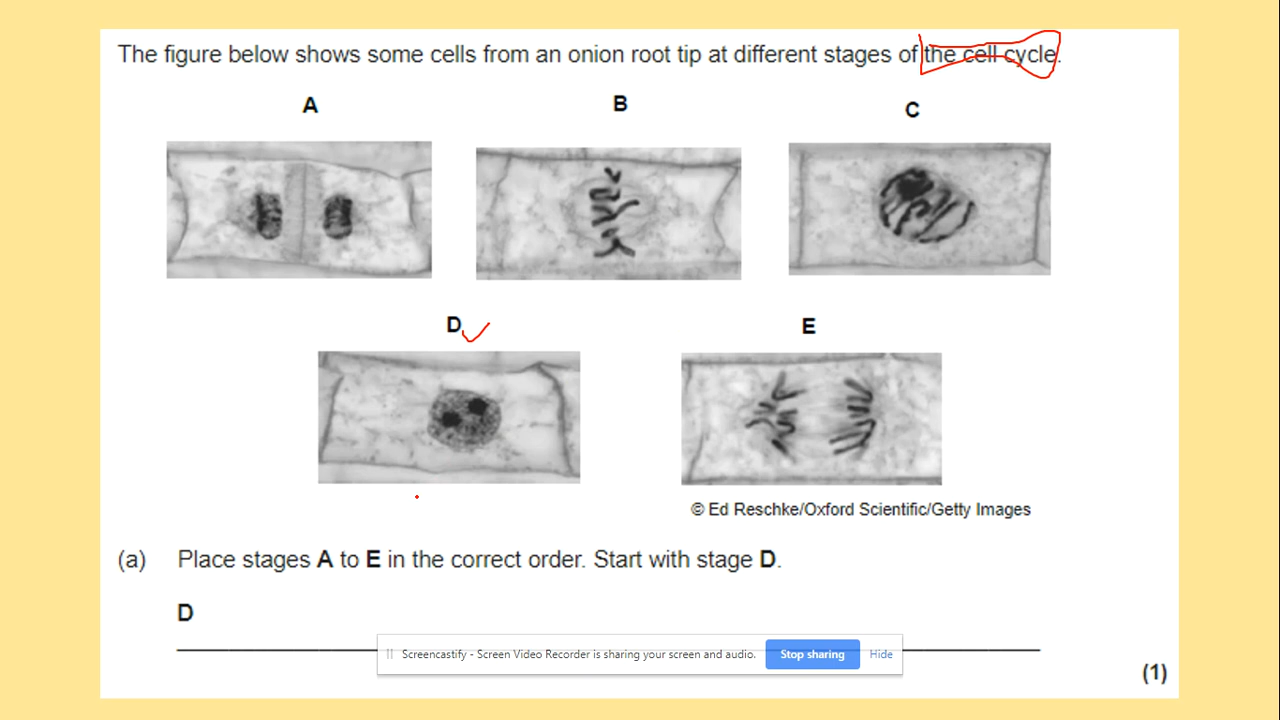 The figure below shows some cells from an onion root tip at different stages of the cell cycle.
A
B
C
D
E
© Ed Reschke/Oxford Scientific/Getty Images
(a) Place stages A to E in the correct order. Start with stage D.
D
Screencastify - Screen Video Recorder is sharing your screen and audio. Stop sharing Hide
(1)